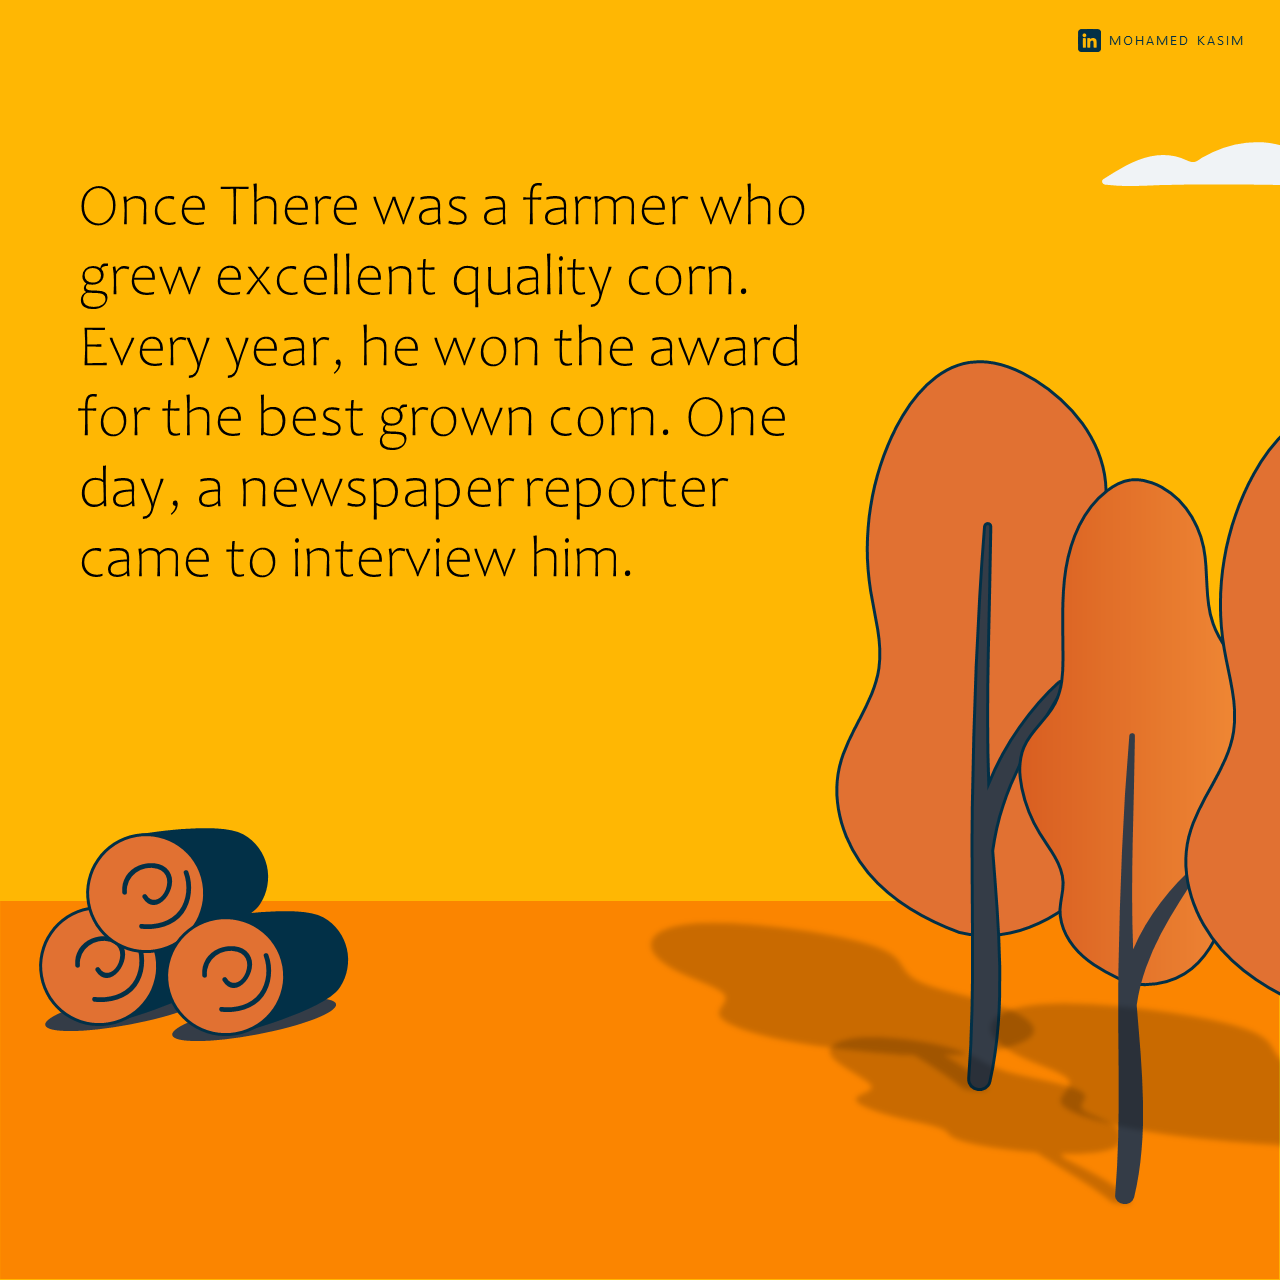 in MOHAMED KASIM
Once There was a farmer who
grew excellent quality corn.
Every year, he won the award
for the best grown corn. One
day, a newspaper reporter
came to interview him.